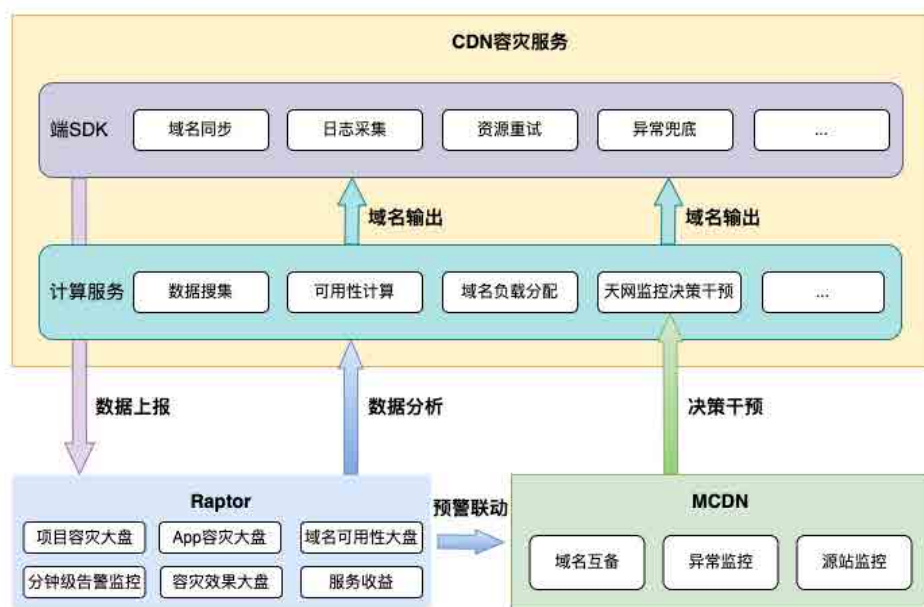 CDN容灾服务
端SDK
域名同步
日志采集
资源重试
异常兜底
...
域名输出
域名输出
计算服务
数据搜集
可用性计算
域名负载分配
天网监控决策干预
...
数据上报
数据分析
决策干预
Raptor
项目容灾大盘
App容灾大盘
域名可用性大盘
分钟级告警监控
容灾效果大盘
服务收益
预警联动
MCDN
域名互备
异常监控
源站监控